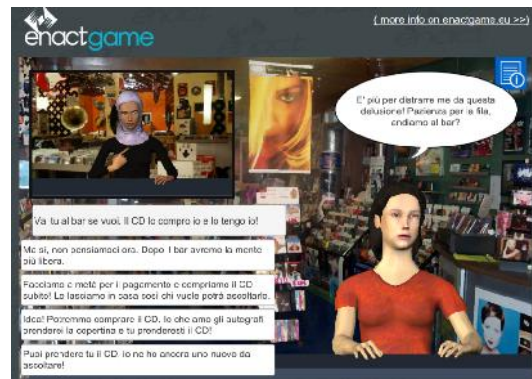 enactgame
( more info on enactgame.eu >>)
E' più per distrarre me da questa
delusione! Pazienza per la fila,
andiamo al bar?
Va tu al bar se vuoi. Il CD lo compro io e lo tengo io!
Ma si, non pensiamoci ora. Dopo il bar avremo la mente
più libera.
Facciamo a metà per il pagamento e compriamo il CD
subito! Lo lasciamo in casa così chi vuole potrà ascoltarlo.
Idea! Potremmo comprare il CD. Io che amo gli autografi
prenderei la copertina e tu prenderesti il CD!
Puoi prendere tu il CD, io ne ho ancora uno nuovo da
ascoltare!